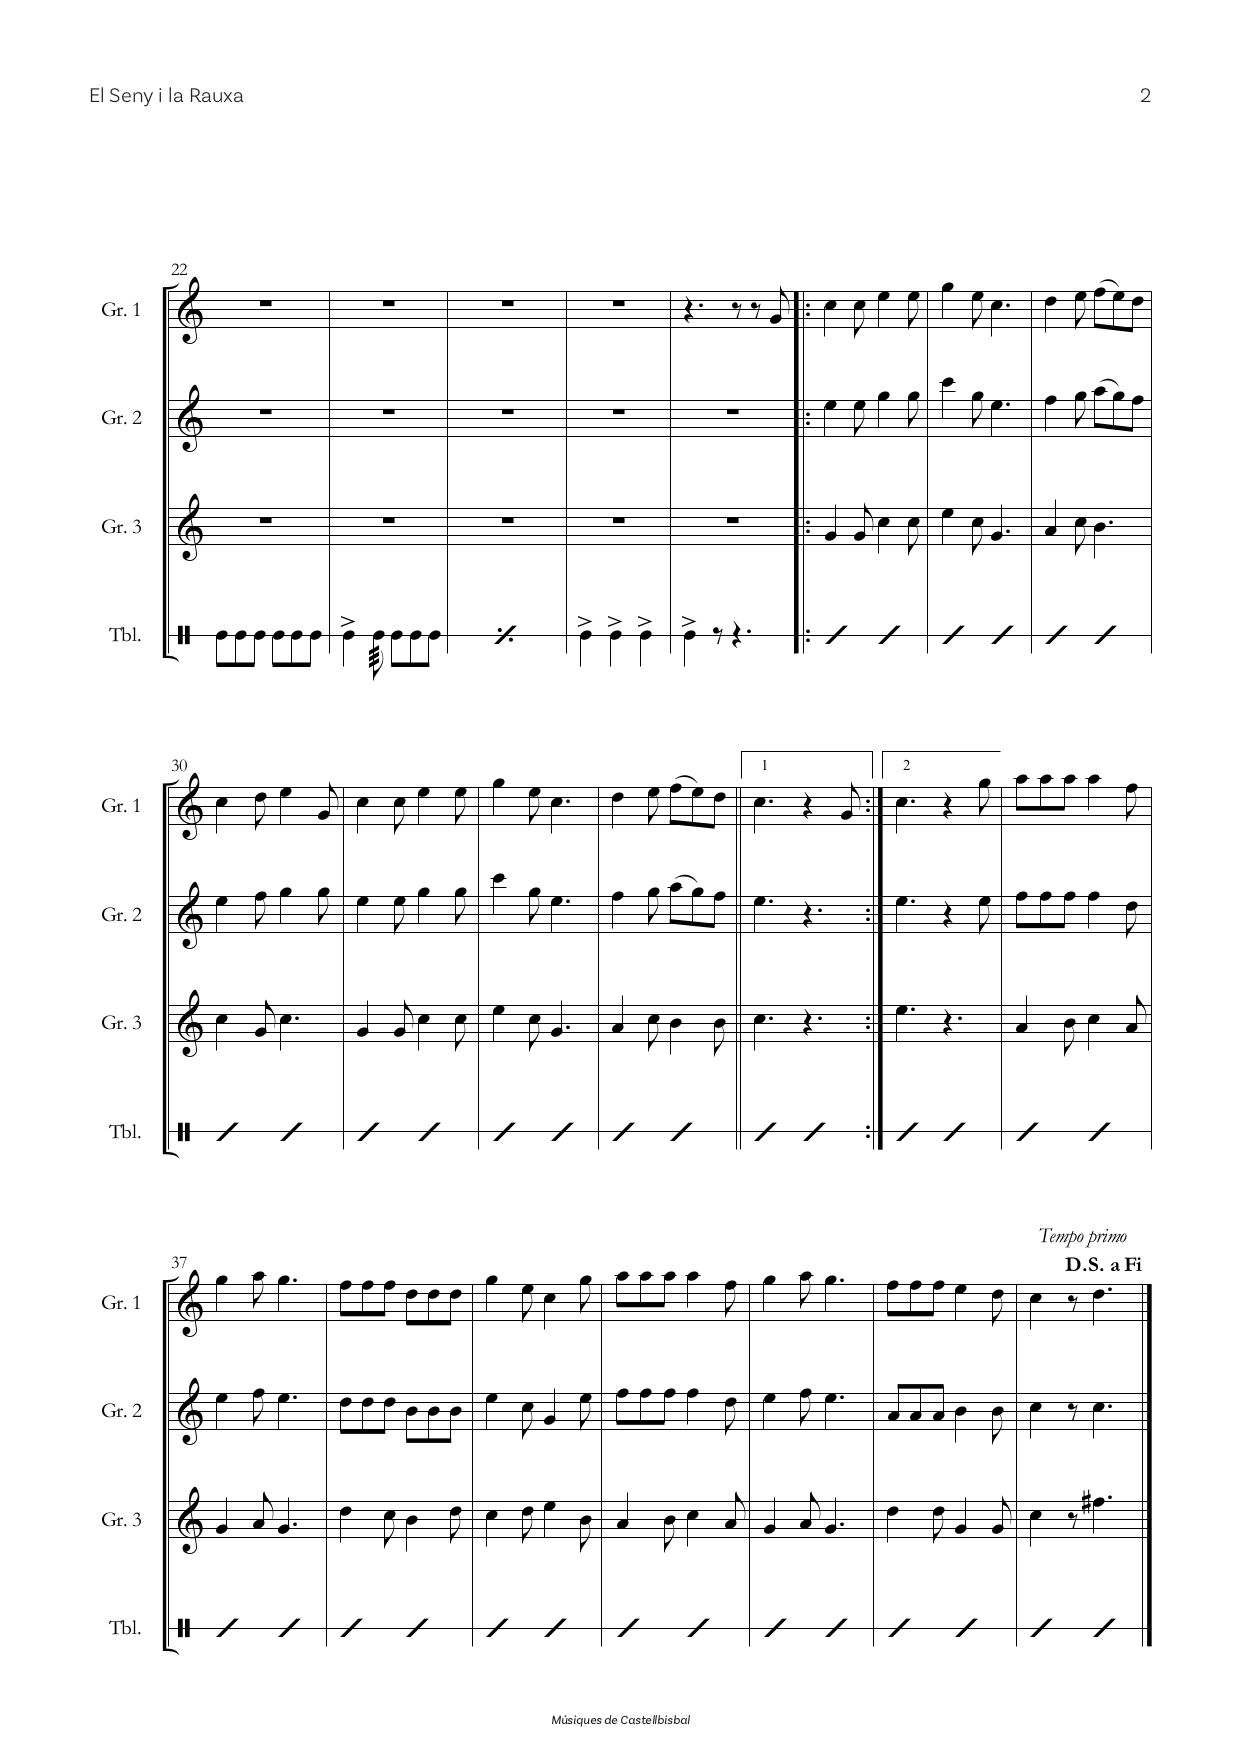 El Seny i la Rauxa 2
22
Gr. 1
Gr. 2
Gr. 3
Tbl.
1 2
30
Gr. 1
Gr. 2
Gr. 3
Tbl.
Tempo primo
D.S. a Fi
37
Gr. 1
Gr. 2
Gr. 3
Tbl.
Músiques de Castellbisbal